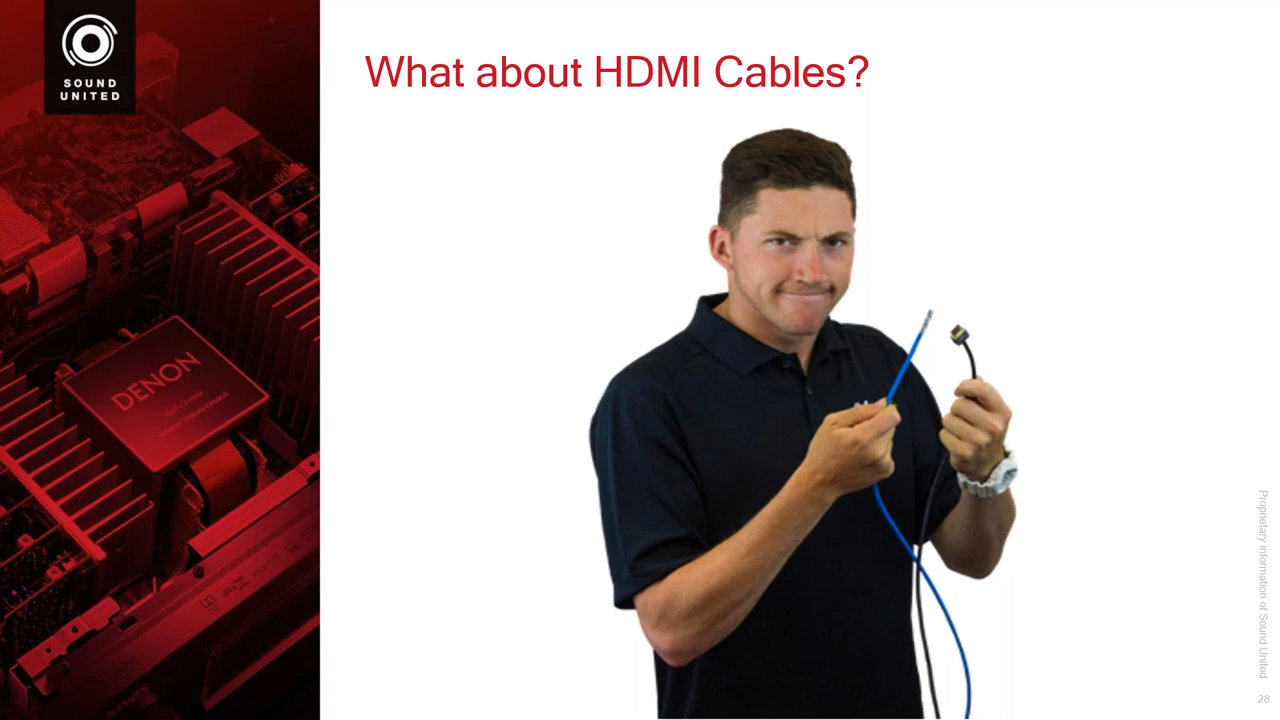 SOUND
UNITED
What about HDMI Cables?
DENON
Proprietary information of Sound United
28